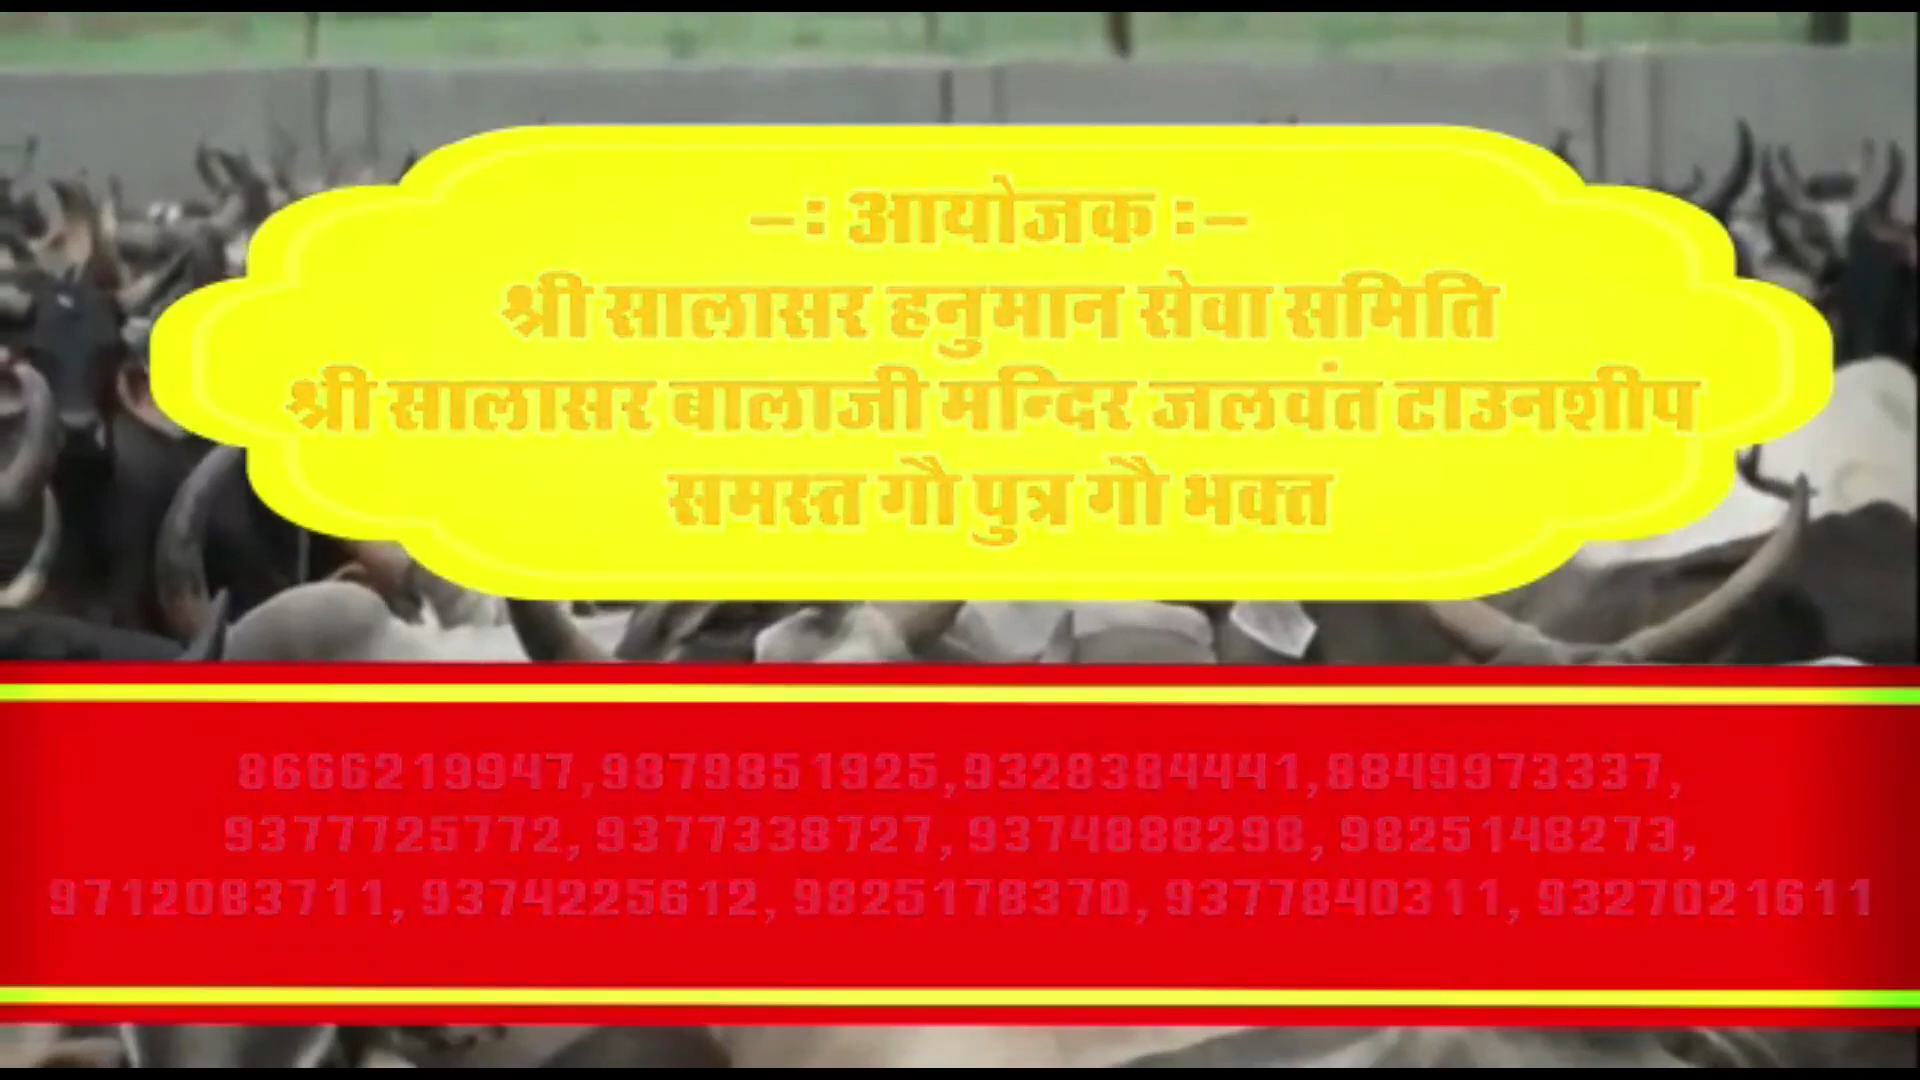 -: आयोजक :-
श्री सालासर हनुमान सेवा समिति
श्री सालासर बालाजी मन्दिर जलवंत टाउनशीप
समस्त गौ पुत्र गौ भक्त
8666219947,9879851925,9328384441,8849973337,
9377725772, 9377338727, 9374888298, 9825148273,
9712083711, 9374225612, 9825178370, 9377840311, 9327021611